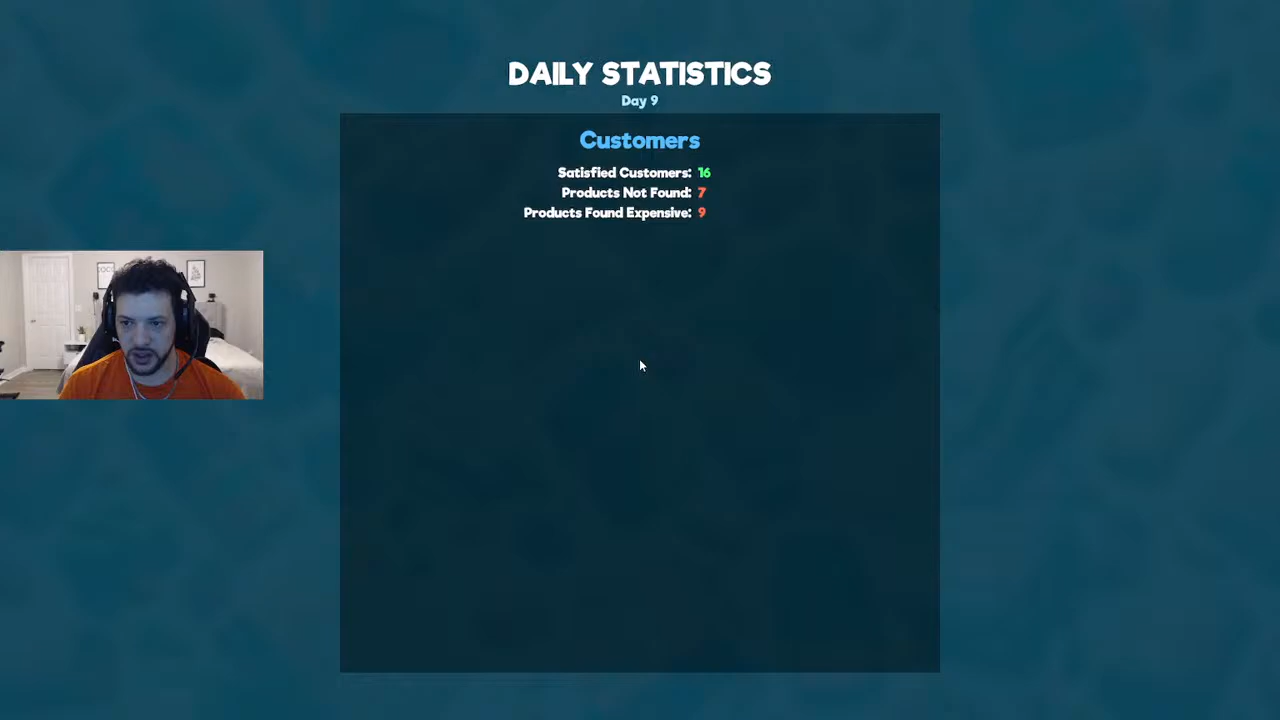 DAILY STATISTICS
Day 9
Customers
Satisfied Customers: 16
Products Not Found: 7
Products Found Expensive: 9